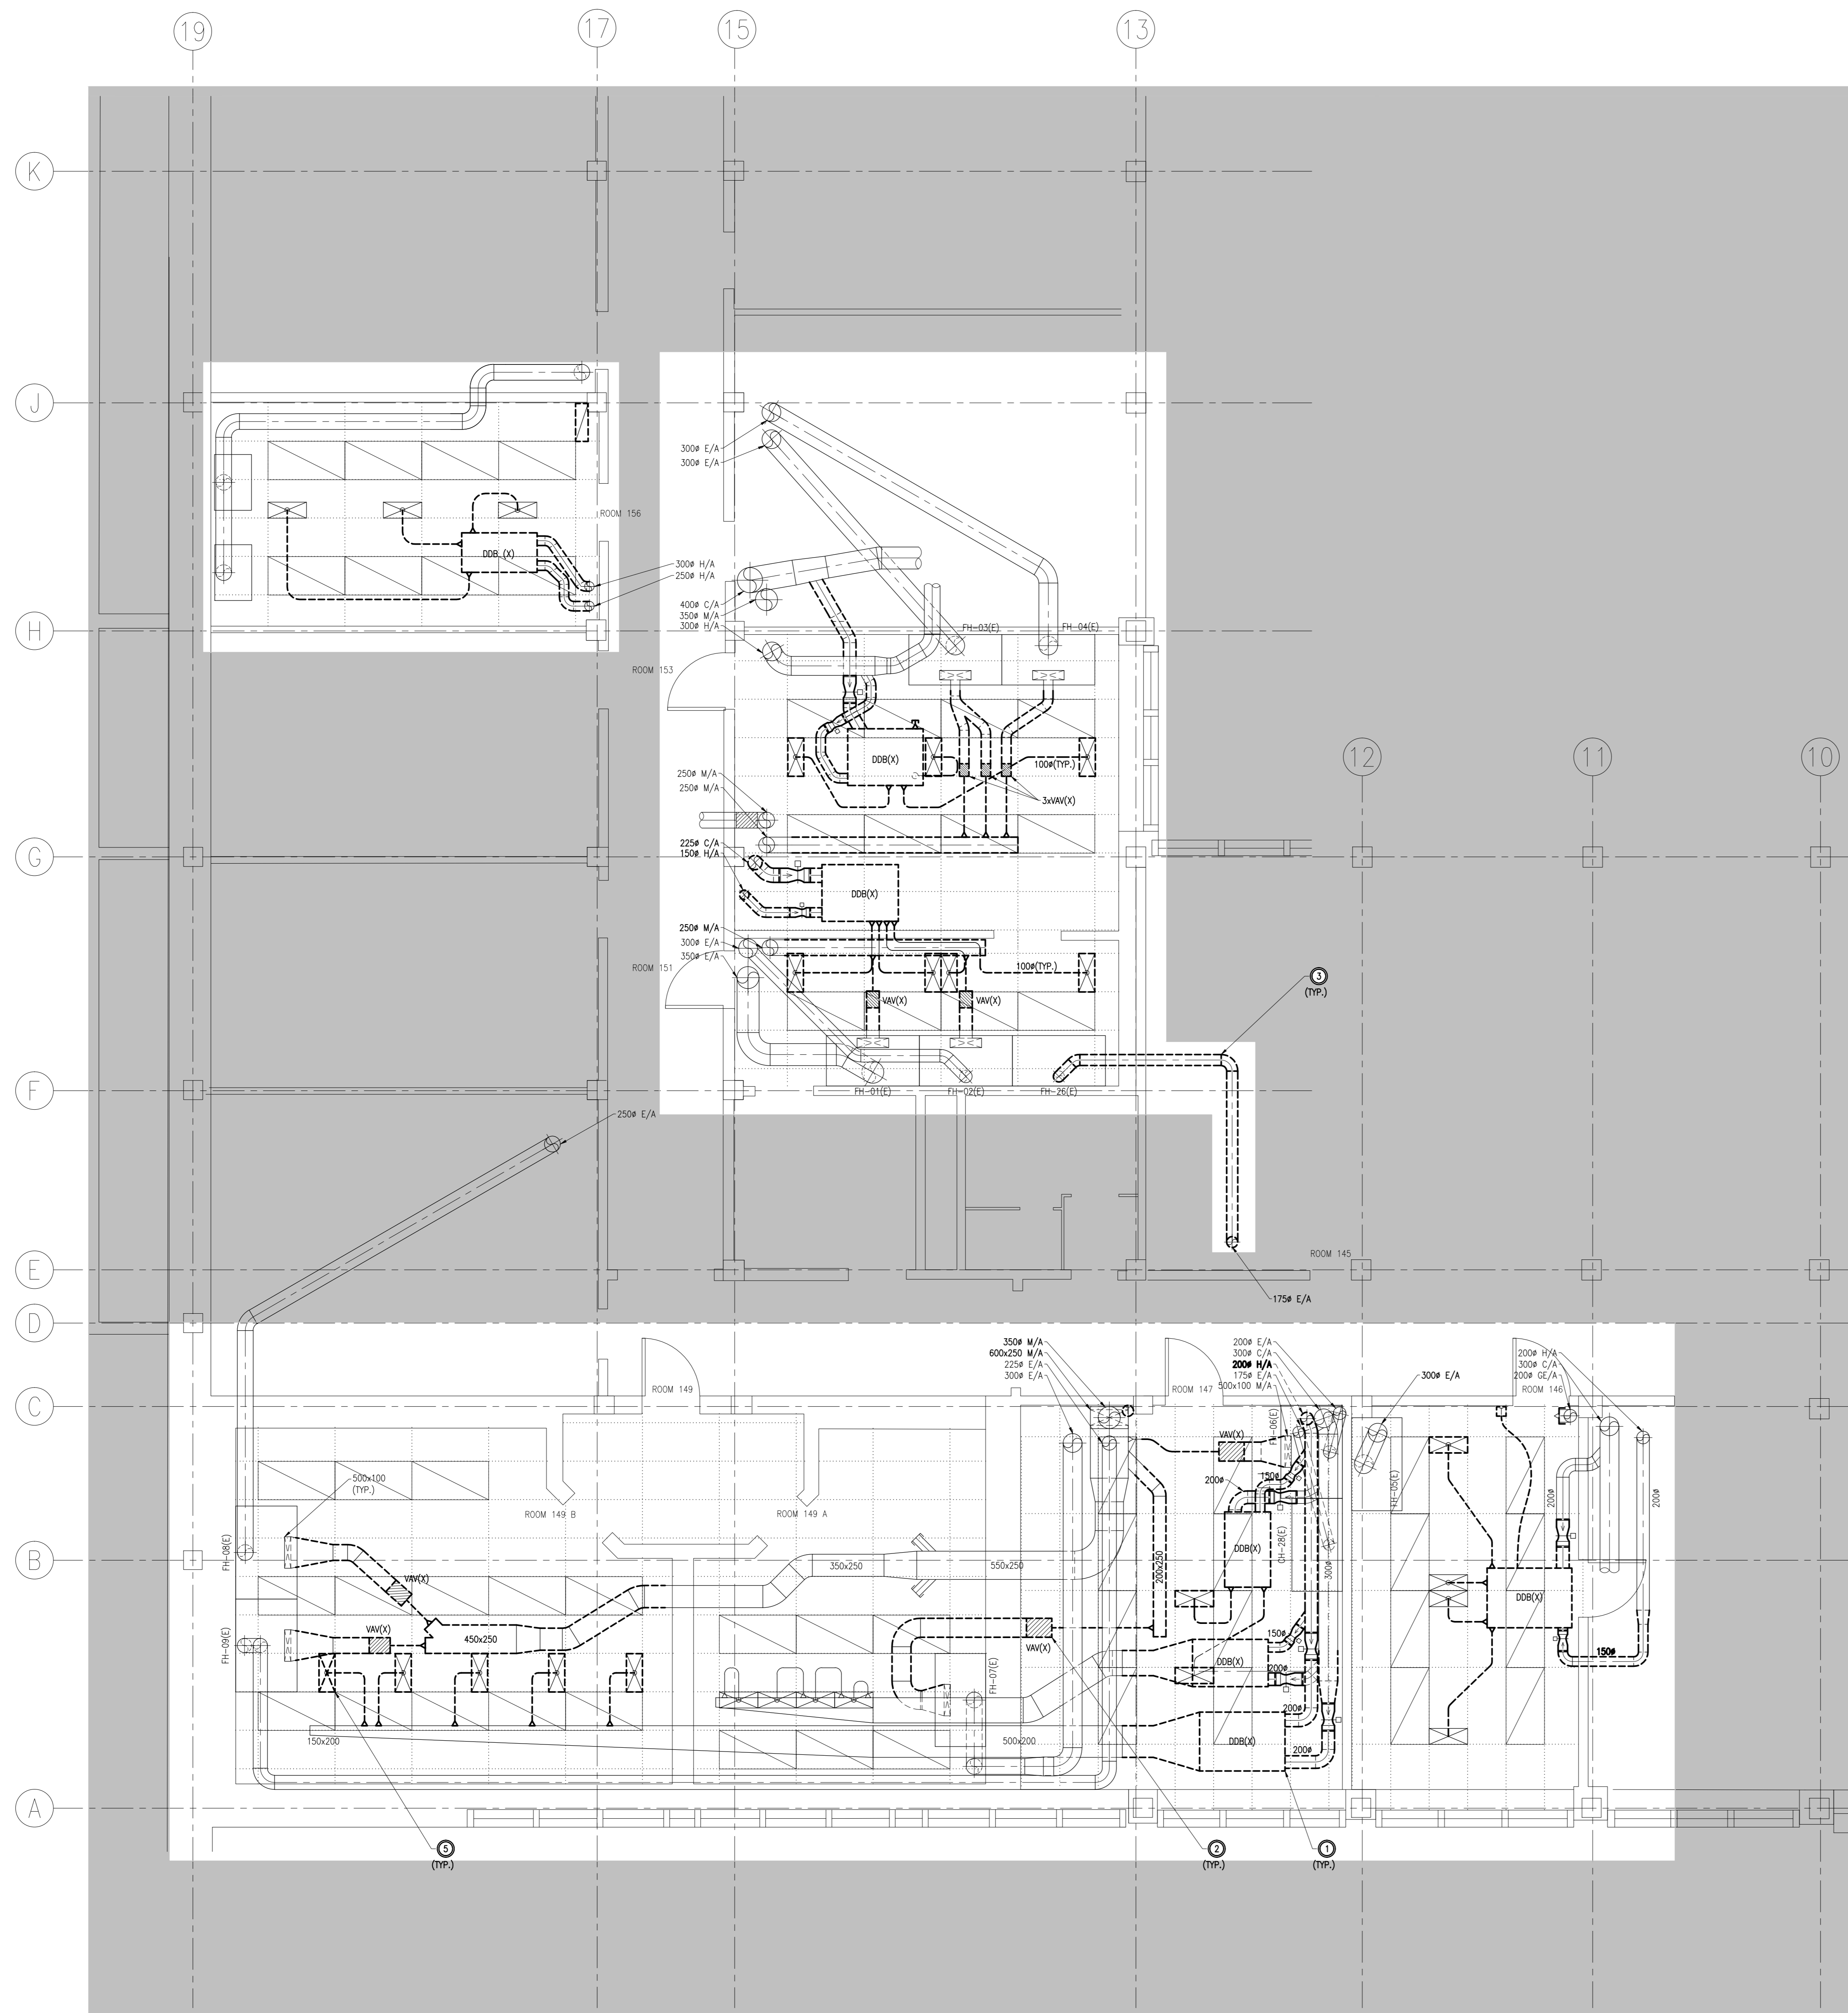 19
17
15
13
K
J
300ø E/A
300ø E/A
ROOM 156
DDB (X)
300ø H/A
250ø H/A
400ø C/A
350ø M/A
300ø H/A
H
FH-03(E)
FH-04(E)
ROOM 153
DDB(X)
100ø(TYP.)
12
11
10
250ø M/A
250ø M/A
3xVAV(X)
225ø C/A
150ø H/A
G
DDB(X)
250ø M/A
300ø E/A
350ø E/A
ROOM 151
100ø(TYP.)
3
(TYP.)
VAV(X)
VAV(X)
F
FH-01(E)
FH-02(E)
FH-26(E)
250ø E/A
E
ROOM 145
175ø E/A
D
350ø M/A
600x250 M/A
225ø E/A
300ø E/A
200ø E/A
300ø C/A
200ø H/A
175ø E/A
500x100 M/A
200ø H/A
300ø C/A
200ø GE/A
300ø E/A
ROOM 149
ROOM 147
ROOM 146
C
FH-06(E)
VAV(X)
500x100
(TYP.)
150ø
200ø
FH-05(E)
200ø
200ø
ROOM 149 B
ROOM 149 A
FH-08(E)
B
350x250
550x250
200x250
DDB(X)
CH-28(E)
300ø
VAV(X)
DDB(X)
FH-09(E)
VAV(X)
450x250
VAV(X)
150ø
150ø
FH-07(E)
DDB(X)
200ø
200ø
150x200
500x200
DDB(X)
200ø
A
5
(TYP.)
2
(TYP.)
1
(TYP.)